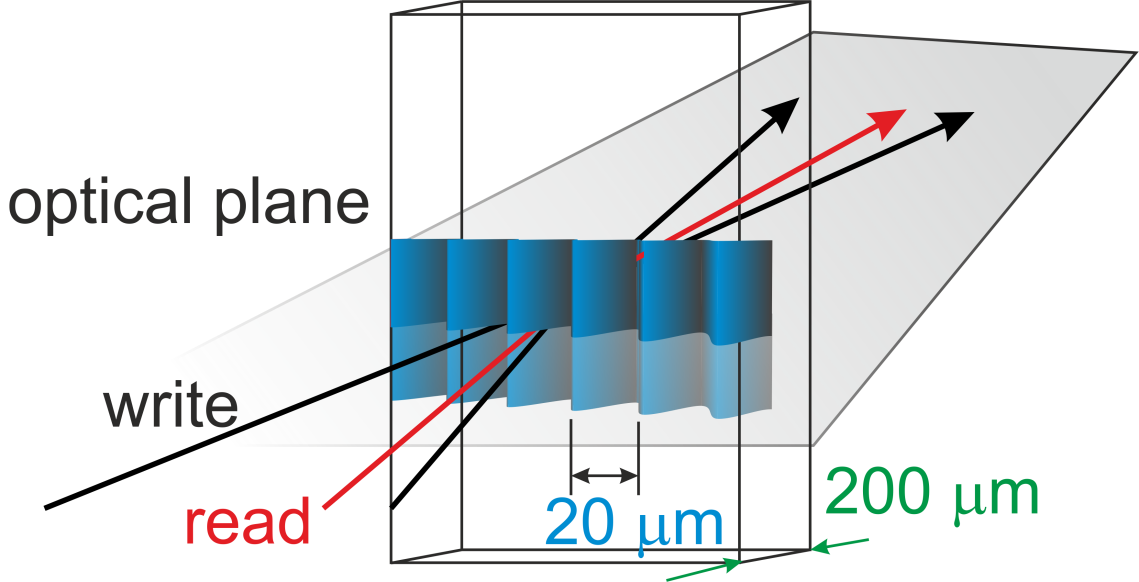 optical plane
write
read
20 μm
200 μm